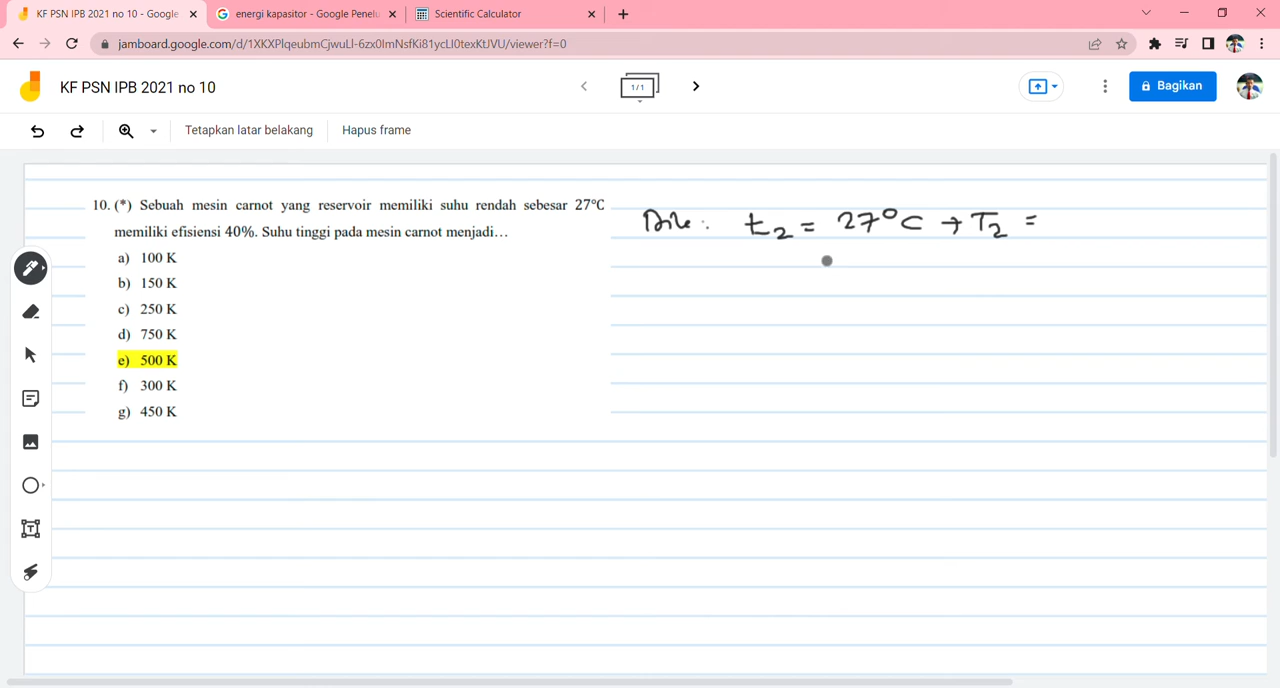 KF PSN IPB 2021 no 10 - Google
energi kapasitor - Google Penelu
Scientific Calculator
jamboard.google.com/d/1XKXPlqeubmCjwuLl-6zx0lmNsfKi81ycLI0texKtJVU/viewer?f=0
KF PSN IPB 2021 no 10
1/1
Bagikan
Tetapkan latar belakang
Hapus frame
10. (*) Sebuah mesin carnot yang reservoir memiliki suhu rendah sebesar 27°C
memiliki efisiensi 40%. Suhu tinggi pada mesin carnot menjadi…
a) 100 K
b) 150 K
c) 250 K
d) 750 K
e) 500 K
f) 300 K
g) 450 K
t₂ = 27°C → T₂ =